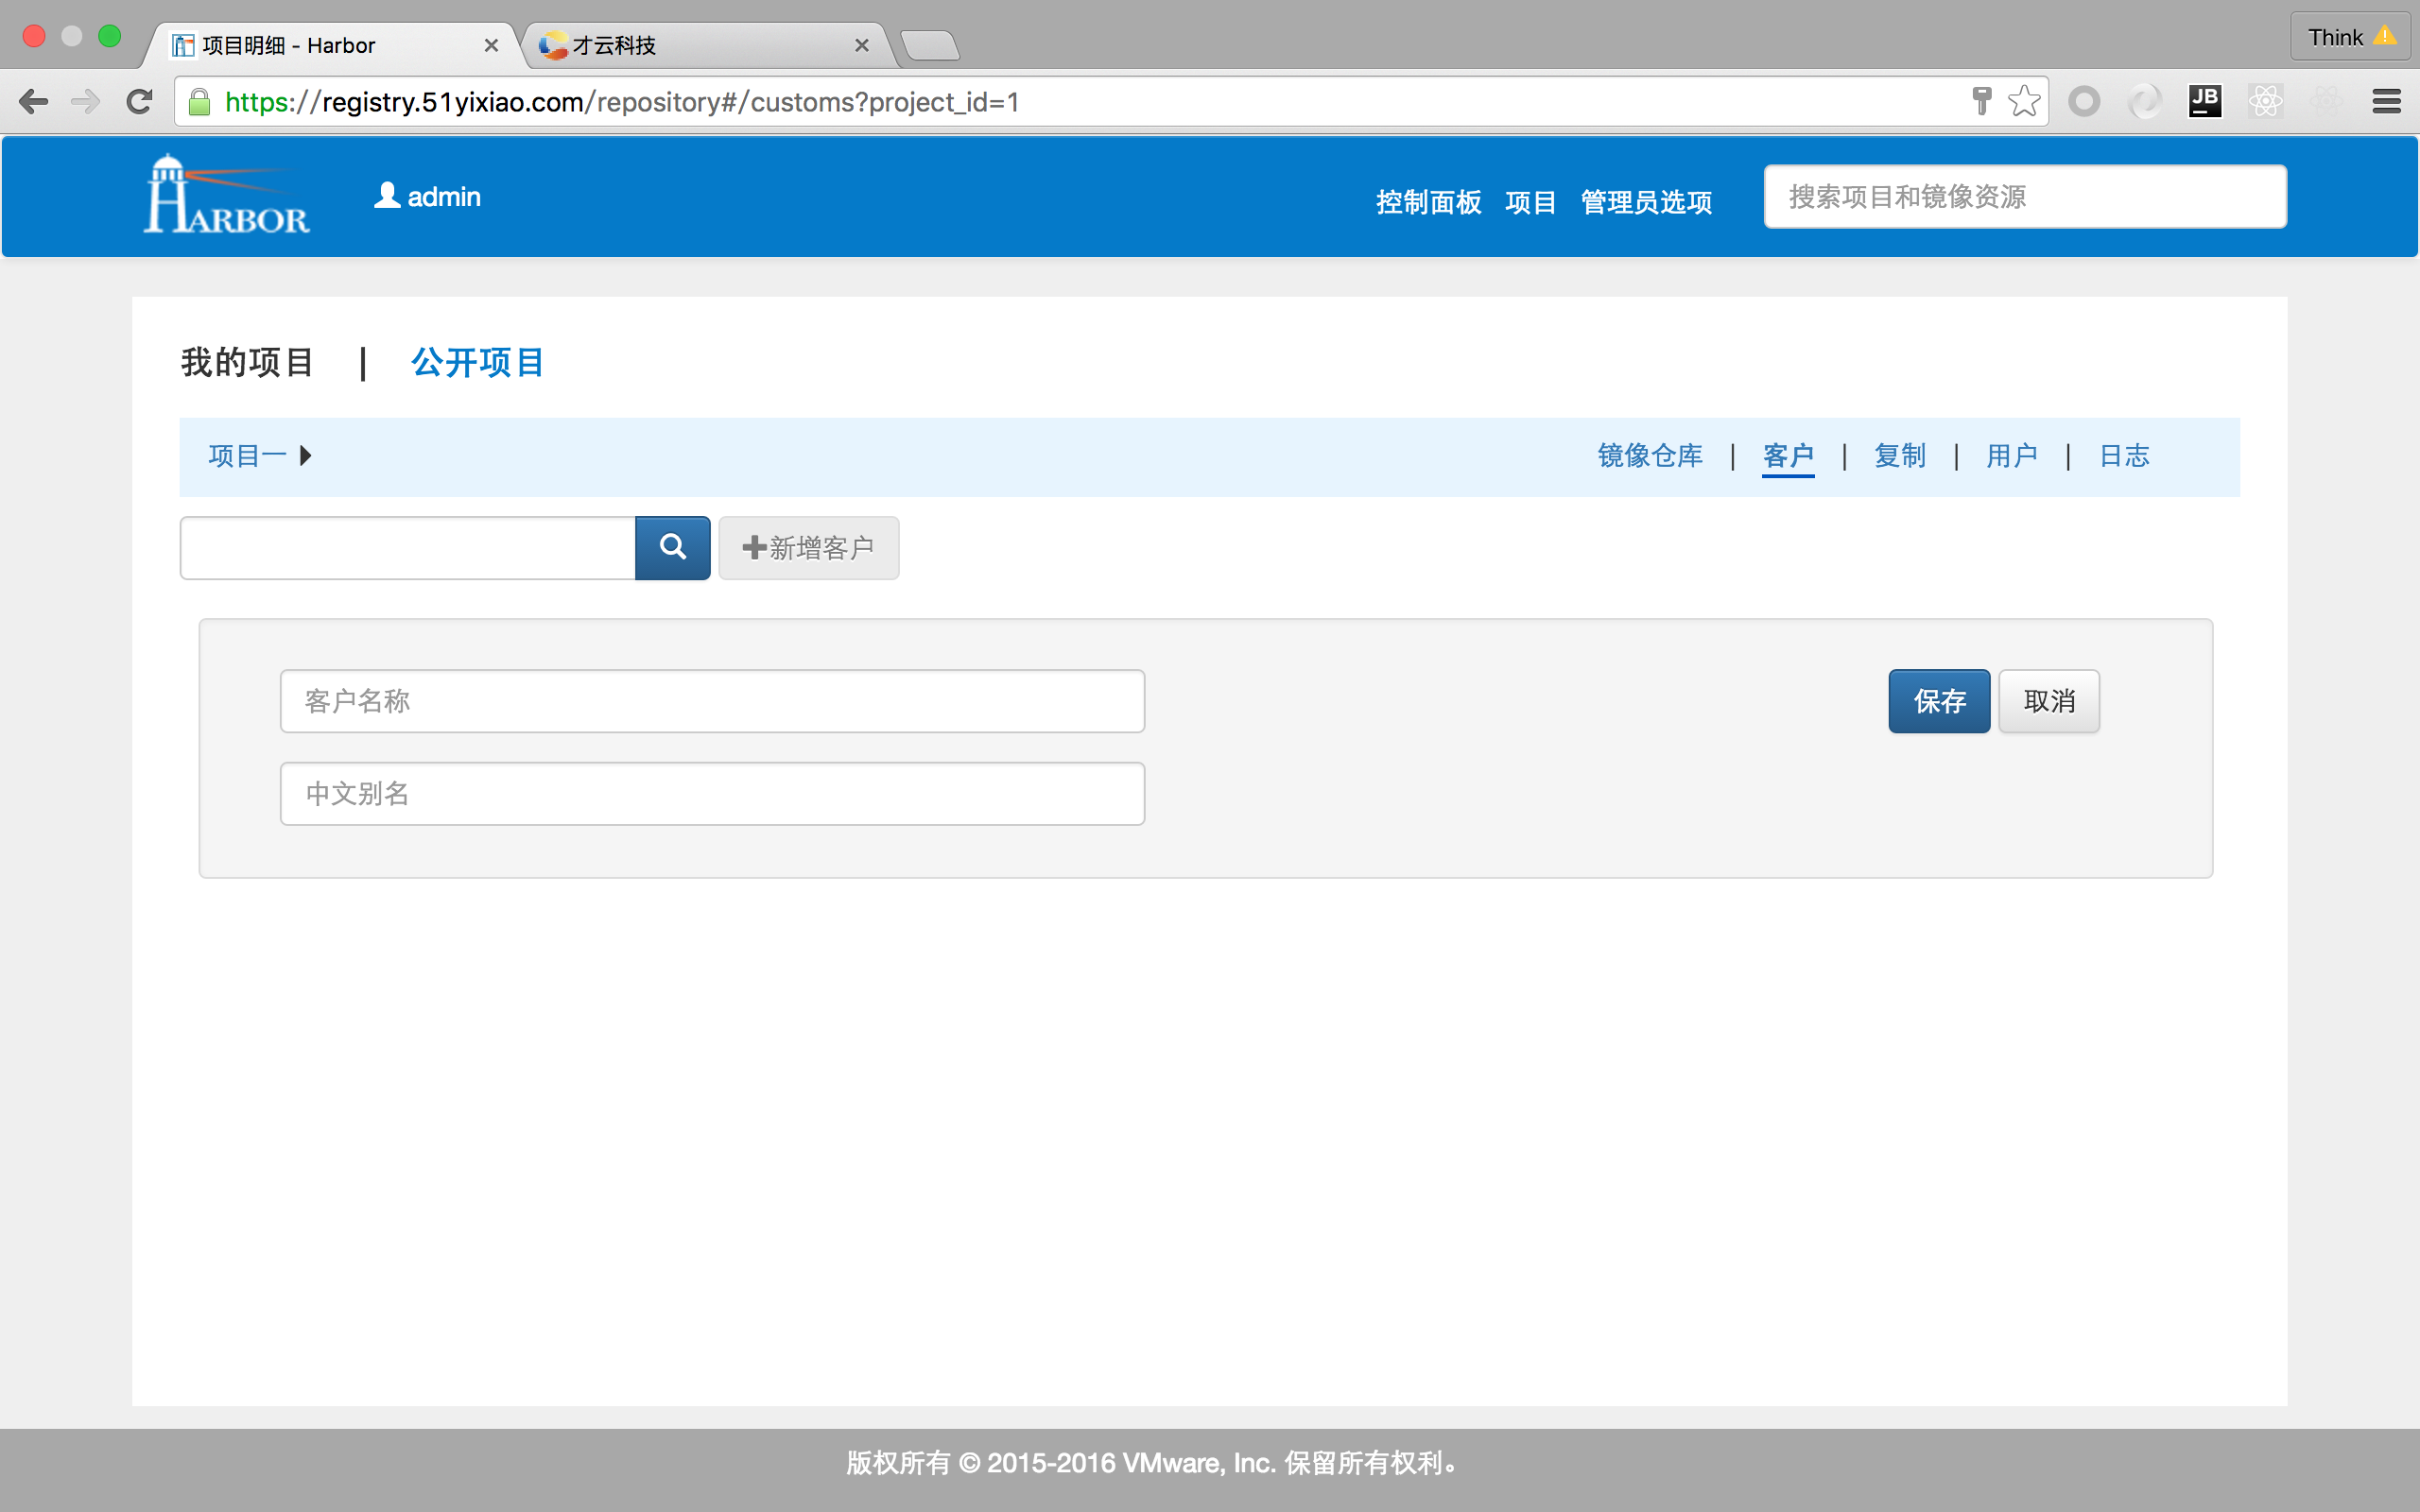 项目明细 - Harbor
才云科技
Think
https://registry.51yixiao.com/repository#/customs?project_id=1
JB
HARBOR
admin
控制面板 项目 管理员选项
搜索项目和镜像资源
我的项目 | 公开项目
项目一
镜像仓库 | 客户 | 复制 | 用户 | 日志
新增客户
客户名称
保存 取消
中文别名
版权所有 © 2015-2016 VMware, Inc. 保留所有权利。